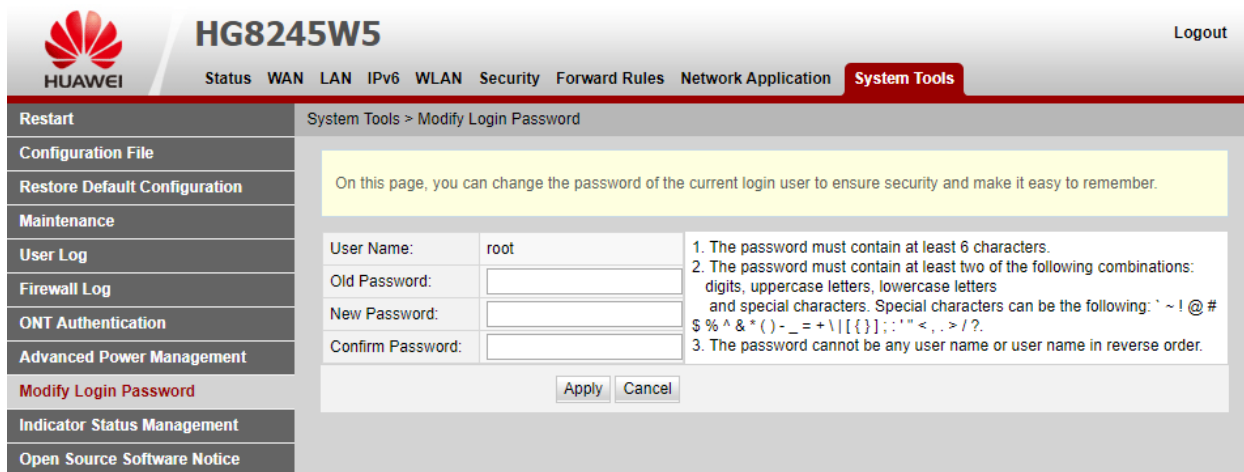 HUAWEI
HG8245W5
Logout
Status WAN LAN IPv6 WLAN Security Forward Rules Network Application System Tools
Restart
Configuration File
Restore Default Configuration
Maintenance
User Log
Firewall Log
ONT Authentication
Advanced Power Management
Modify Login Password
Indicator Status Management
Open Source Software Notice
System Tools > Modify Login Password
On this page, you can change the password of the current login user to ensure security and make it easy to remember.
User Name: root
Old Password:
New Password:
Confirm Password:
1. The password must contain at least 6 characters.
2. The password must contain at least two of the following combinations:
digits, uppercase letters, lowercase letters
and special characters. Special characters can be the following: ` ~ ! @ #
$ % ^ & * ( ) - _ = + \ | [ { } ] ; : ' " < , . > / ?.
3. The password cannot be any user name or user name in reverse order.
Apply Cancel